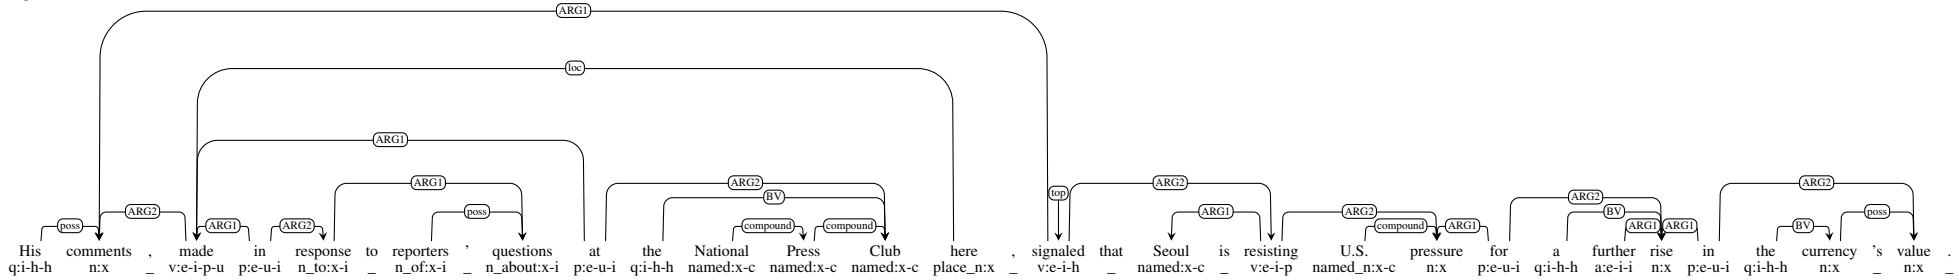 ARG1
loc
ARG1
ARG1 ARG2 top ARG2 ARG2
BV ARG2
poss ARG2 poss ARG1 ARG2 BV poss
ARG1 ARG2 compound compound compound ARG1 ARG1 ARG1 BV
His comments , made in response to reporters ' questions at the National Press Club here , signaled that Seoul is resisting U.S. pressure for a further rise in the currency 's value .
q:i-h-h n:x _ v:e-i-p-u p:e-u-i n_to:x-i _ n_of:x-i _ n_about:x-i p:e-u-i q:i-h-h named:x-c named:x-c named:x-c place_n:x _ v:e-i-h _ named:x-c _ v:e-i-p named_n:x-c n:x p:e-u-i q:i-h-h a:e-i-i n:x p:e-u-i q:i-h-h n:x _ n:x _